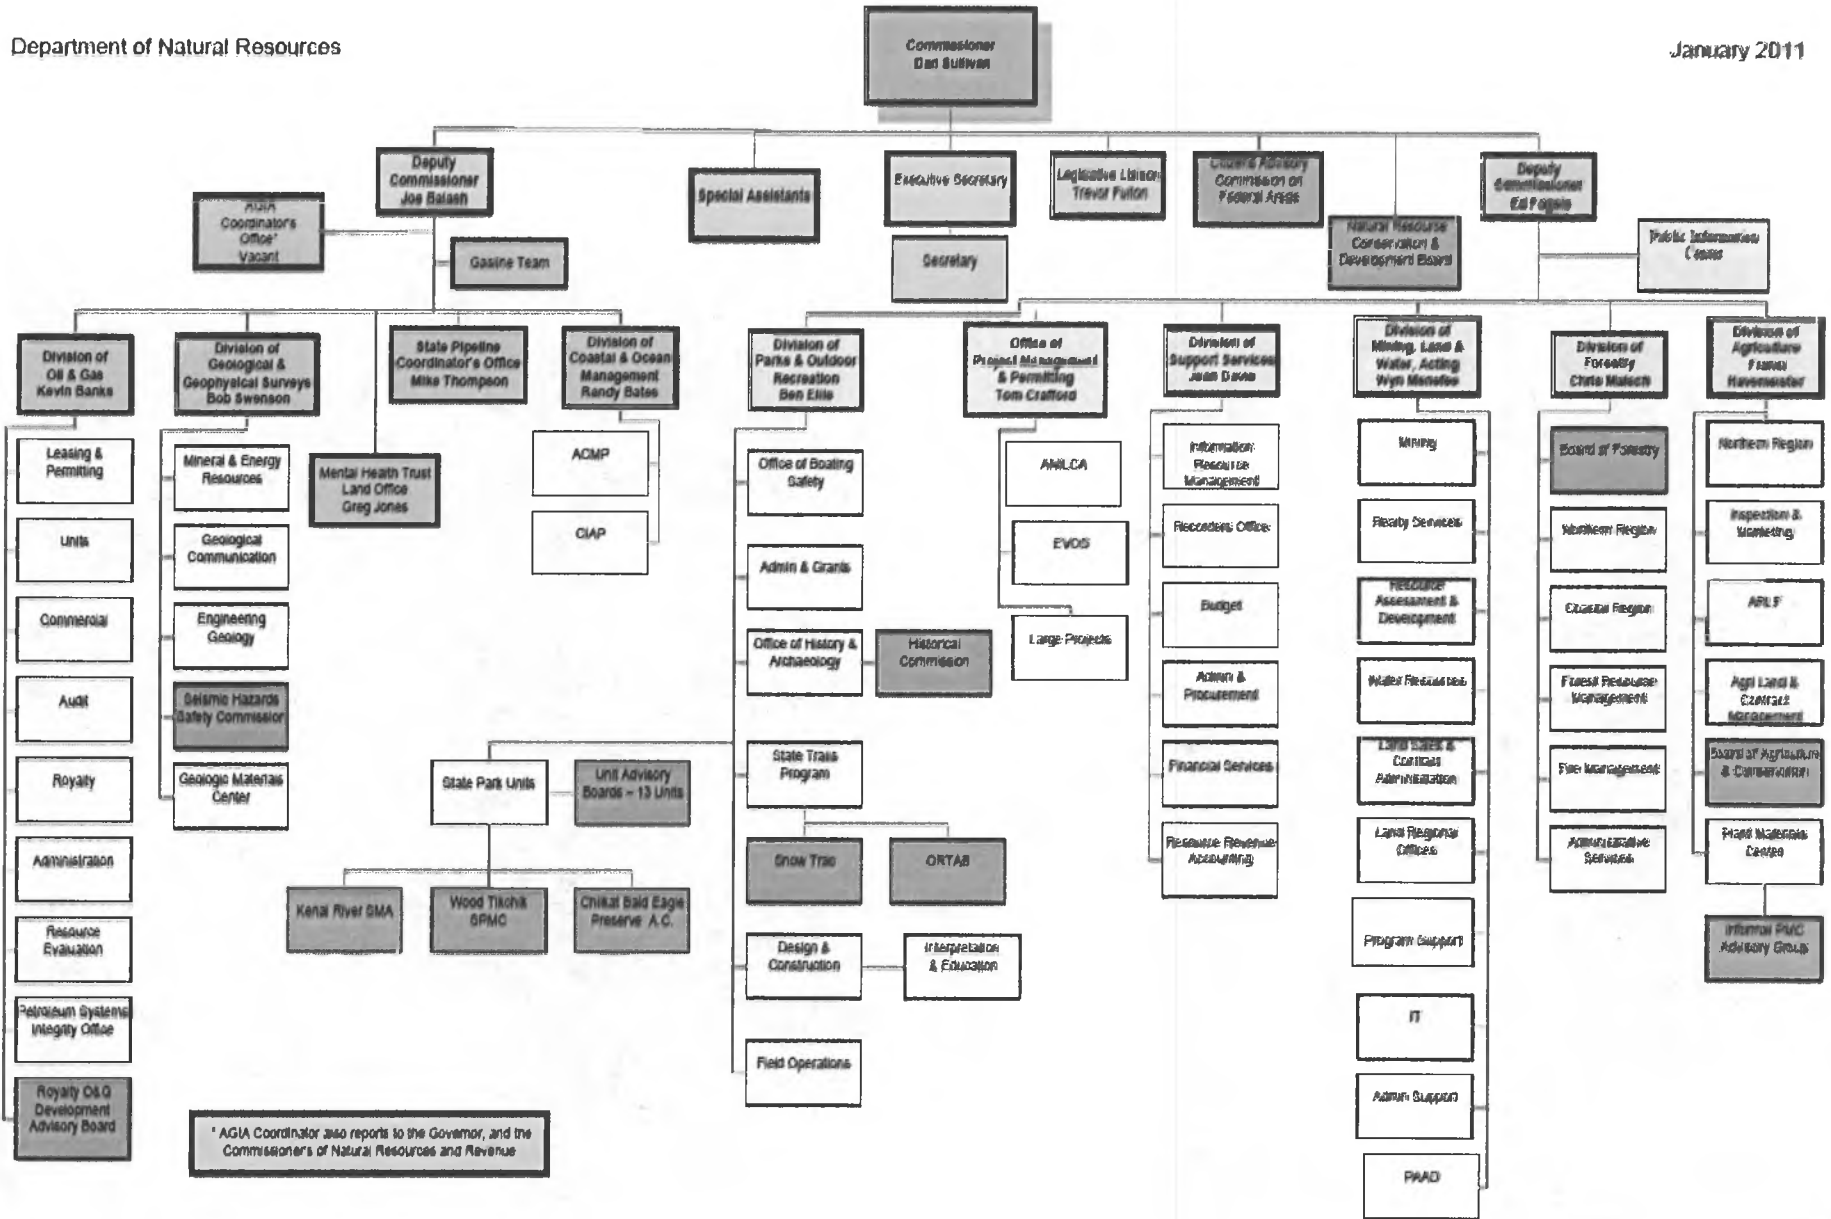 Department of Natural Resources
January 2011
Commissioner
Dan Sullivan
Deputy
Commissioner
Joe Balash
Special Assistants
Executive Secretary
Legislative Liaison
Trevor Fulton
Citizens Advisory
Commission on
Federal Areas
Deputy
Commissioner
Ed Fogels
AGIA
Coordinator's
Office*
Vacant
Gasline Team
Secretary
Natural Resource
Conservation &
Development Board
Public Information
Center
Division of
Oil & Gas
Kevin Banks
Division of
Geological &
Geophysical Surveys
Bob Swenson
State Pipeline
Coordinator's Office
Mike Thompson
Division of
Coastal & Ocean
Management
Randy Bates
Division of
Parks & Outdoor
Recreation
Ben Ellis
Office of
Project Management
& Permitting
Tom Crafford
Division of
Support Services
Jean Davis
Division of
Mining, Land &
Water, Acting
Wyn Menefee
Division of
Forestry
Chris Maisch
Division of
Agriculture
Franci
Havemeister
Leasing &
Permitting
Units
Commercial
Audit
Royalty
Administration
Resource
Evaluation
Petroleum Systems
Integrity Office
Royalty O&G
Development
Advisory Board
Mineral & Energy
Resources
Geological
Communication
Engineering
Geology
Seismic Hazards
Safety Commission
Geologic Materials
Center
Mental Health Trust
Land Office
Greg Jones
ACMP
CIAP
Office of Boating
Safety
Admin & Grants
Office of History &
Archaeology
Historical
Commission
State Trails
Program
Snow Trac
ORTAB
State Park Units
Unit Advisory
Boards – 13 Units
Kenai River SMA
Wood Tikchik
SPMC
Chilkat Bald Eagle
Preserve A.C.
Design &
Construction
Interpretation
& Education
Field Operations
ANILCA
EVOS
Large Projects
Information
Resource
Management
Recorders Office
Budget
Admin &
Procurement
Financial Services
Resource Revenue
Accounting
Mining
Realty Services
Resource
Assessment &
Development
Water Resources
Land Sales &
Contract
Administration
Land Regional
Offices
Program Support
IT
Admin Support
PAAD
Board of Forestry
Northern Region
Coastal Region
Forest Resource
Management
Fire Management
Administrative
Services
Northern Region
Inspection &
Marketing
ARLF
Agri Land &
Contract
Management
Board of Agriculture
& Conservation
Plant Materials
Center
Informal PMC
Advisory Group
* AGIA Coordinator also reports to the Governor, and the
Commissioners of Natural Resources and Revenue